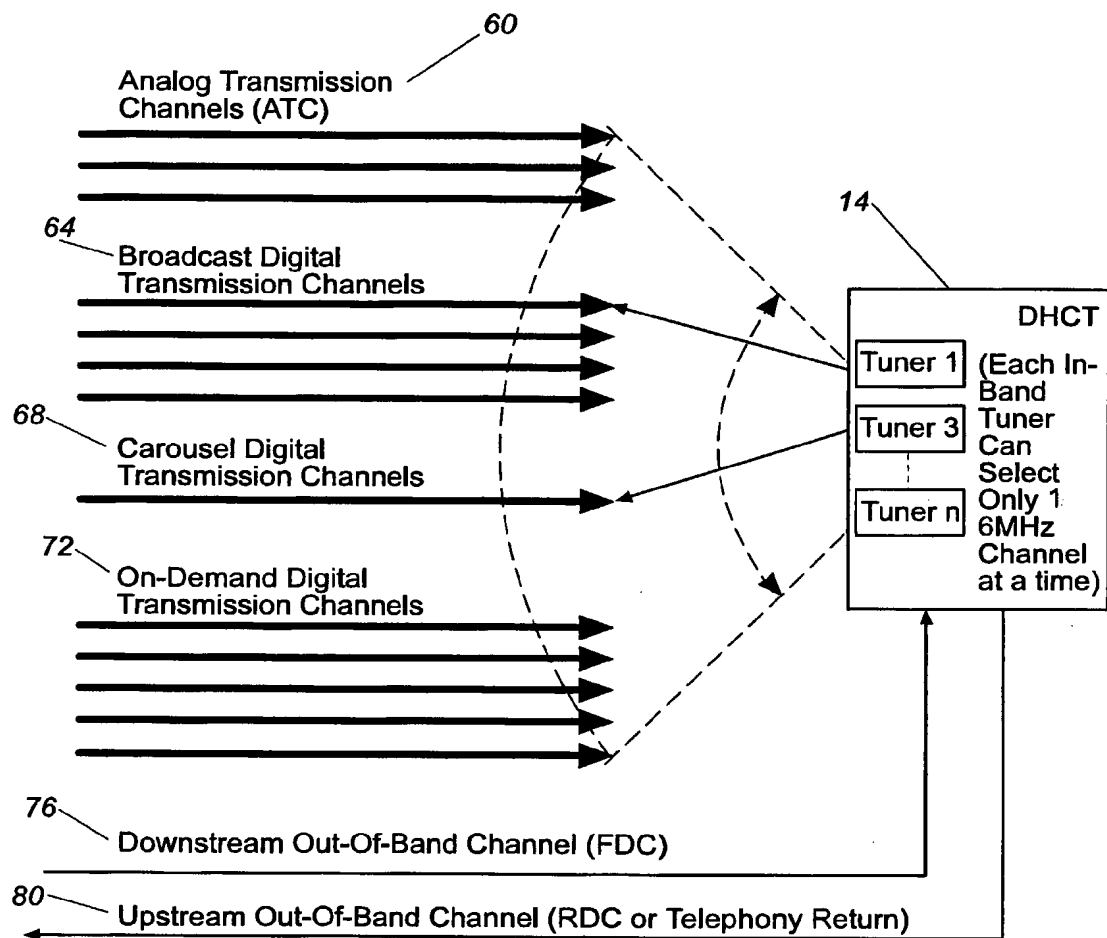 60
Analog Transmission
Channels (ATC)
14
64
Broadcast Digital
Transmission Channels
DHCT
Tuner 1
Tuner 3
Tuner n
(Each In-
Band
Tuner
Can
Select
Only 1
6MHz
Channel
at a time)
68
Carousel Digital
Transmission Channels
72
On-Demand Digital
Transmission Channels
76
Downstream Out-Of-Band Channel (FDC)
80
Upstream Out-Of-Band Channel (RDC or Telephony Return)